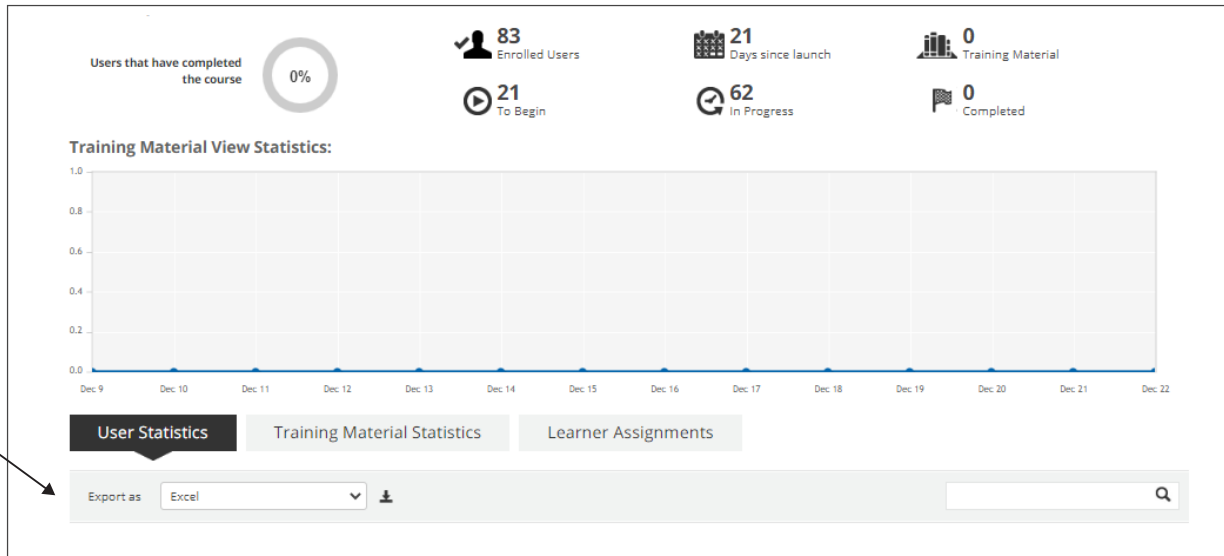 Users that have completed
the course
0%
83
Enrolled Users
21
Days since launch
0
Training Material
21
To Begin
62
In Progress
0
Completed
Training Material View Statistics:
1.0
0.8
0.6
0.4
0.2
0.0
Dec 9 Dec 10 Dec 11 Dec 12 Dec 13 Dec 14 Dec 15 Dec 16 Dec 17 Dec 18 Dec 19 Dec 20 Dec 21 Dec 22
User Statistics Training Material Statistics Learner Assignments
Export as Excel